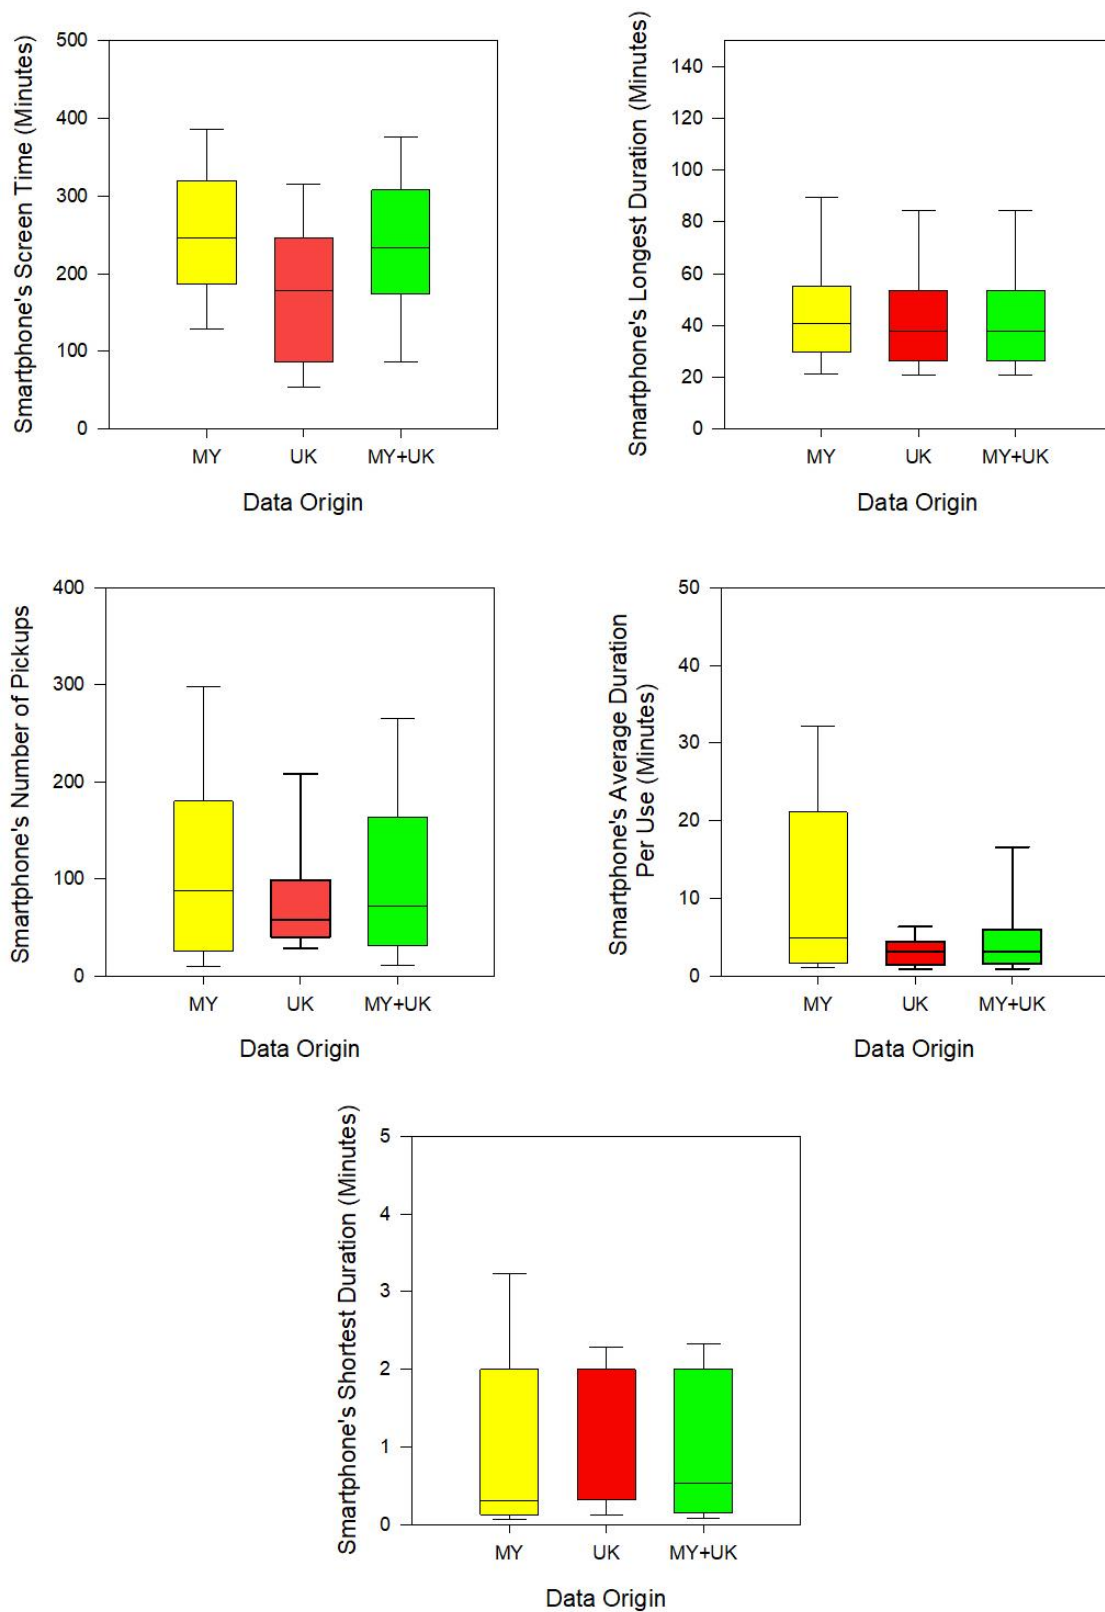 Smartphone's Screen Time (Minutes)
500
400
300
200
100
0
MY UK MY+UK
Data Origin
Smartphone's Longest Duration (Minutes)
140
120
100
80
60
40
20
0
MY UK MY+UK
Data Origin
Smartphone's Number of Pickups
400
300
200
100
0
MY UK MY+UK
Data Origin
Smartphone's Average Duration
Per Use (Minutes)
50
40
30
20
10
0
MY UK MY+UK
Data Origin
Smartphone's Shortest Duration (Minutes)
5
4
3
2
1
0
MY UK MY+UK
Data Origin